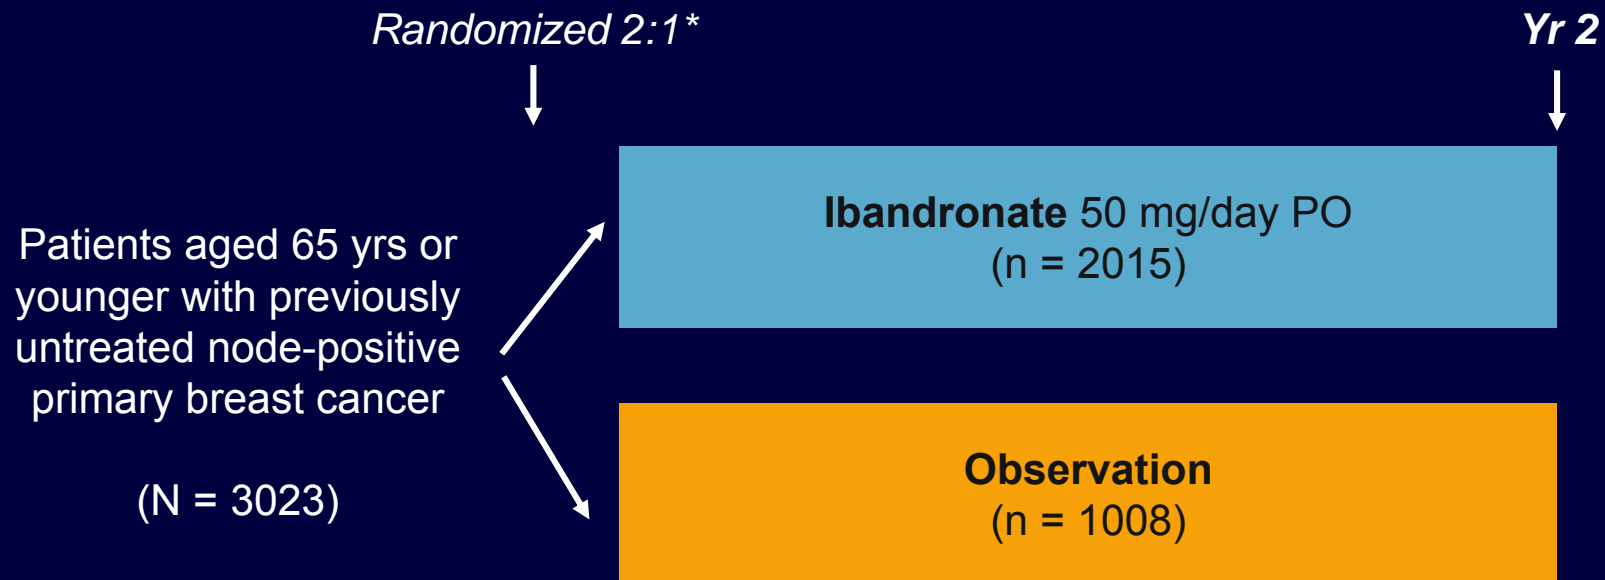 Randomized 2:1*
Yr 2
Patients aged 65 yrs or
younger with previously
untreated node-positive
primary breast cancer
(N = 3023)
Ibandronate 50 mg/day PO
(n = 2015)
Observation
(n = 1008)